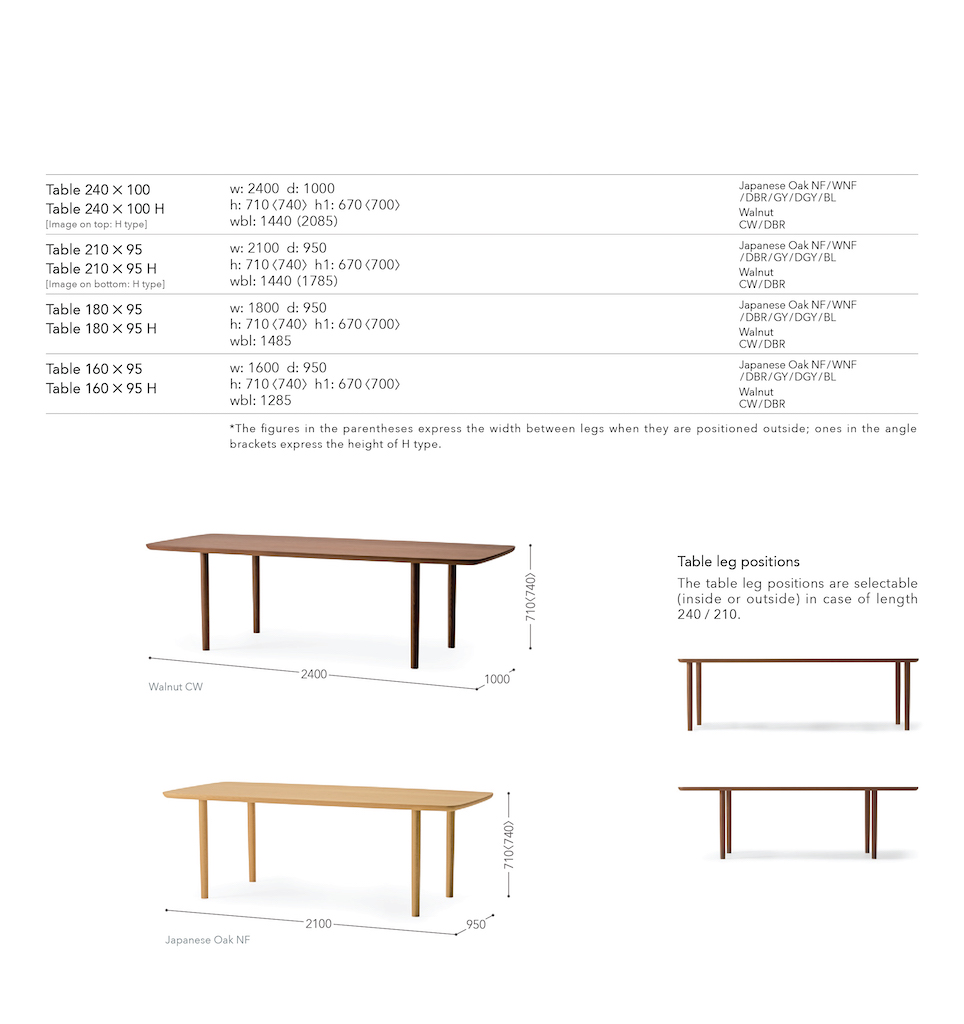 Table 240 × 100
Table 240 × 100 H
[Image on top: H type]
w: 2400 d: 1000
h: 710〈740〉 h1: 670〈700〉
wbl: 1440 (2085)
Japanese Oak NF/WNF
/DBR/GY/DGY/BL
Walnut
CW/DBR
Table 210 × 95
Table 210 × 95 H
[Image on bottom: H type]
w: 2100 d: 950
h: 710〈740〉 h1: 670〈700〉
wbl: 1440 (1785)
Japanese Oak NF/WNF
/DBR/GY/DGY/BL
Walnut
CW/DBR
Table 180 × 95
Table 180 × 95 H
w: 1800 d: 950
h: 710〈740〉 h1: 670〈700〉
wbl: 1485
Japanese Oak NF/WNF
/DBR/GY/DGY/BL
Walnut
CW/DBR
Table 160 × 95
Table 160 × 95 H
w: 1600 d: 950
h: 710〈740〉 h1: 670〈700〉
wbl: 1285
Japanese Oak NF/WNF
/DBR/GY/DGY/BL
Walnut
CW/DBR
*The figures in the parentheses express the width between legs when they are positioned outside; ones in the angle
brackets express the height of H type.
710〈740〉
2400
1000
Walnut CW
Table leg positions
The table leg positions are selectable
(inside or outside) in case of length
240 / 210.
710〈740〉
2100
950
Japanese Oak NF